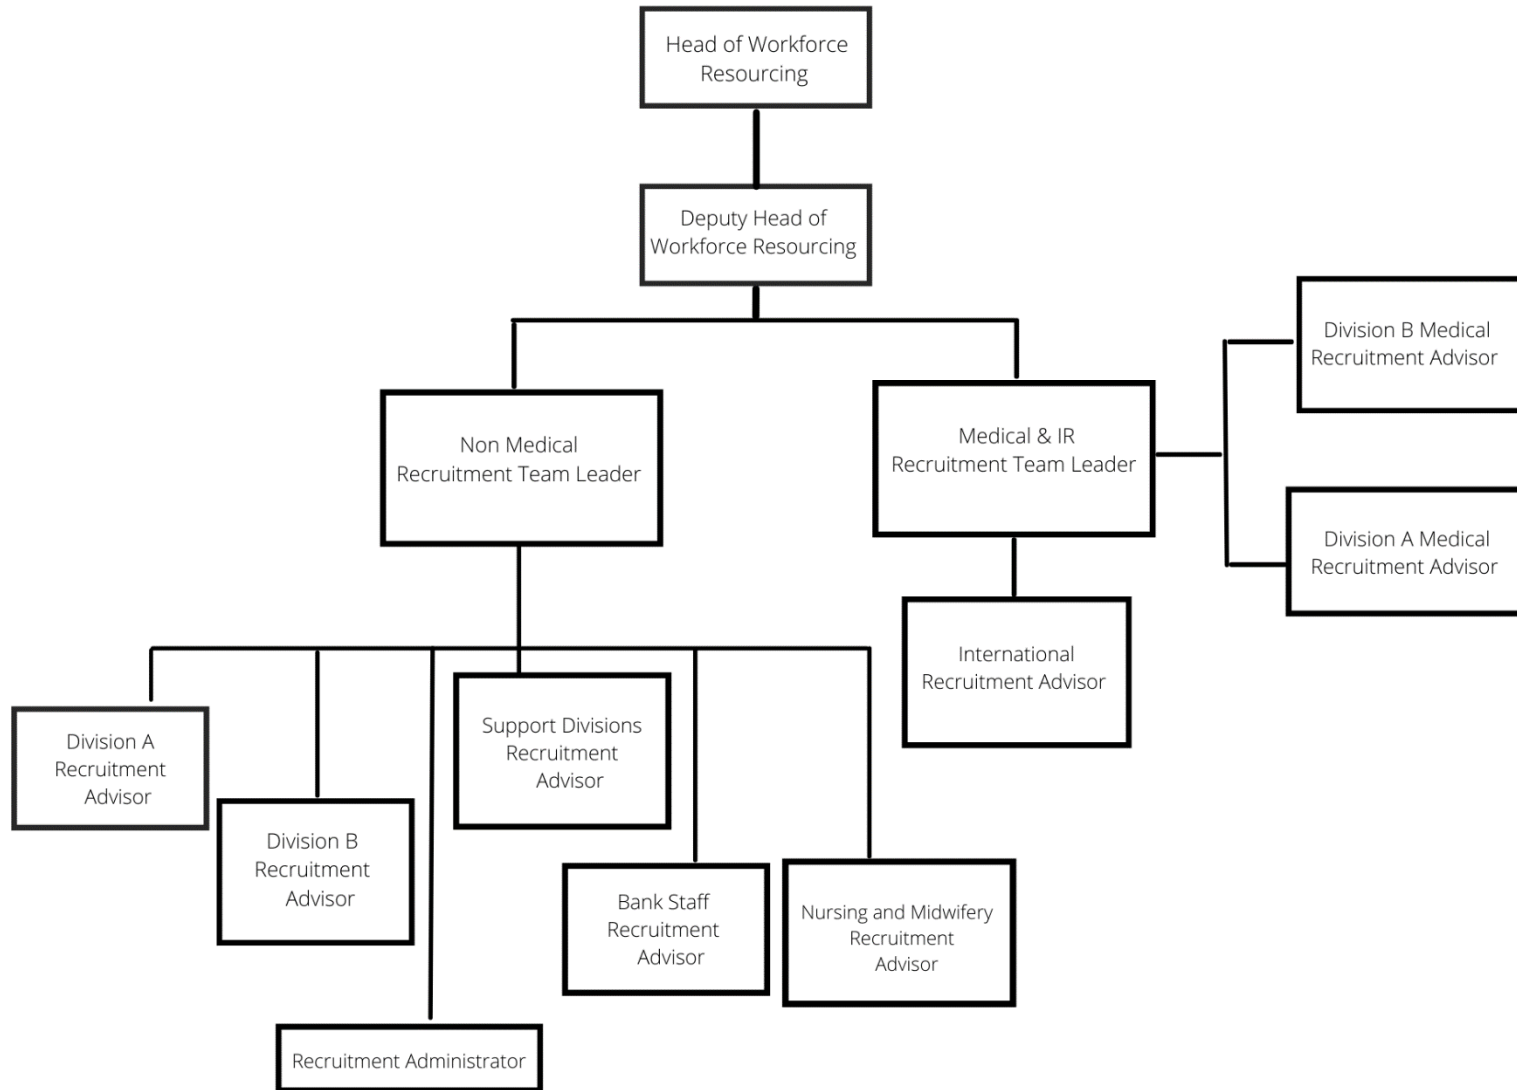 Head of Workforce
Resourcing
Deputy Head of
Workforce Resourcing
Division B Medical
Recruitment Advisor
Non Medical
Recruitment Team Leader
Medical & IR
Recruitment Team Leader
Division A Medical
Recruitment Advisor
International
Recruitment Advisor
Division A
Recruitment
Advisor
Support Divisions
Recruitment
Advisor
Division B
Recruitment
Advisor
Bank Staff
Recruitment
Advisor
Nursing and Midwifery
Recruitment
Advisor
Recruitment Administrator